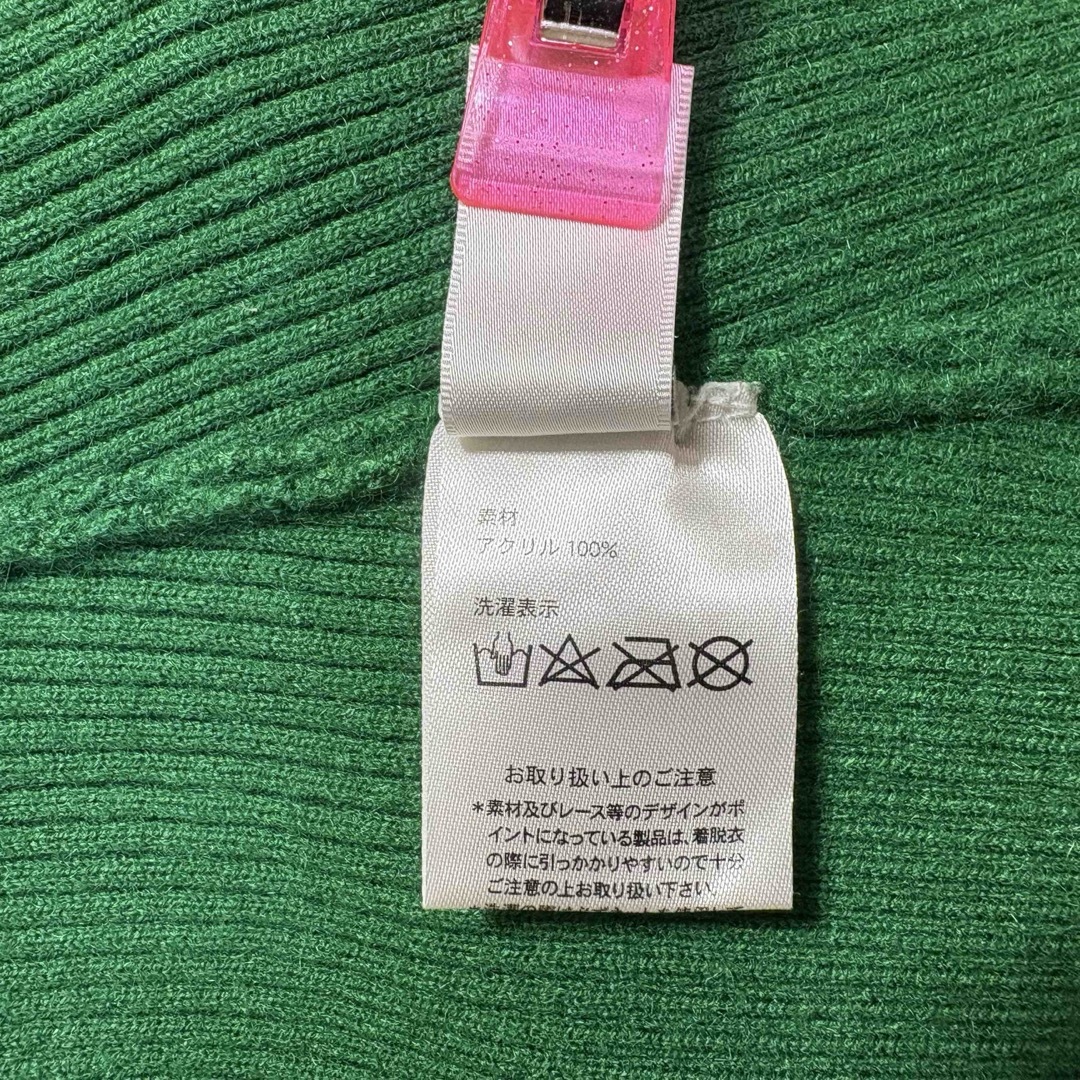 素材
アクリル 100%
洗濯表示
お取り扱い上のご注意
＊素材及びレース等のデザインがポ
イントになっている製品は、着脱衣
の際に引っかかりやすいので十分
ご注意の上お取り扱い下さい。